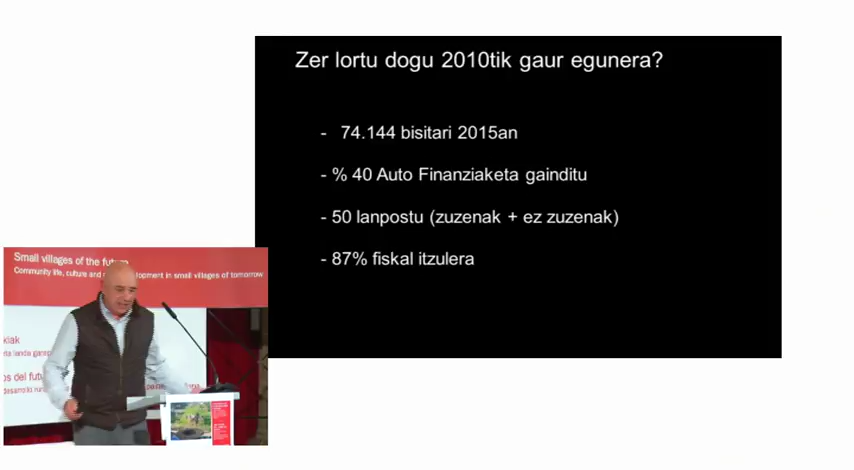 Zer lortu dogu 2010tik gaur egunera?
- 74.144 bisitari 2015an
- % 40 Auto Finanziaketa gainditu
- 50 lanpostu (zuzenak + ez zuzenak)
- 87% fiskal itzulera
Small villages of the
Community life, culture and development in small villages of tomorrow